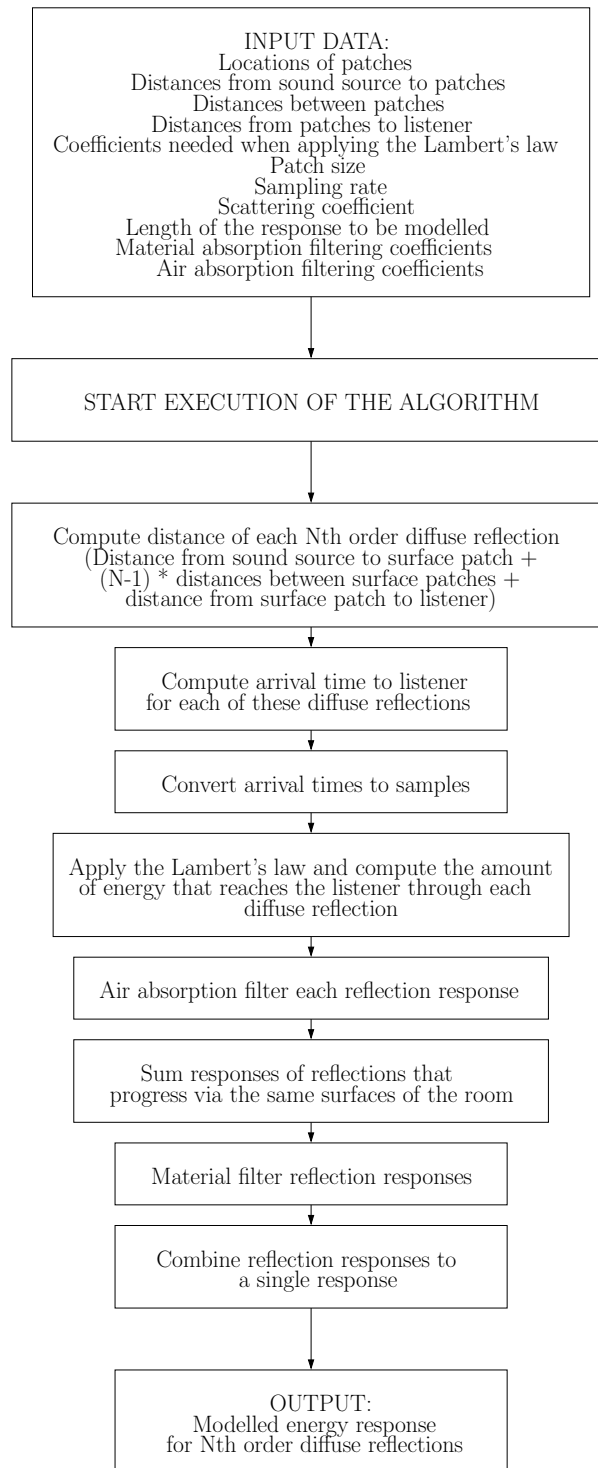 INPUT DATA:
Locations of patches
Distances from sound source to patches
Distances between patches
Distances from patches to listener
Coefficients needed when applying the Lambert's law
Patch size
Sampling rate
Scattering coefficient
Length of the response to be modelled
Material absorption filtering coefficients
Air absorption filtering coefficients
START EXECUTION OF THE ALGORITHM
Compute distance of each Nth order diffuse reflection
(Distance from sound source to surface patch +
(N-1) * distances between surface patches +
distance from surface patch to listener)
Compute arrival time to listener
for each of these diffuse reflections
Convert arrival times to samples
Apply the Lambert's law and compute the amount
of energy that reaches the listener through each
diffuse reflection
Air absorption filter each reflection response
Sum responses of reflections that
progress via the same surfaces of the room
Material filter reflection responses
Combine reflection responses to
a single response
OUTPUT:
Modelled energy response
for Nth order diffuse reflections